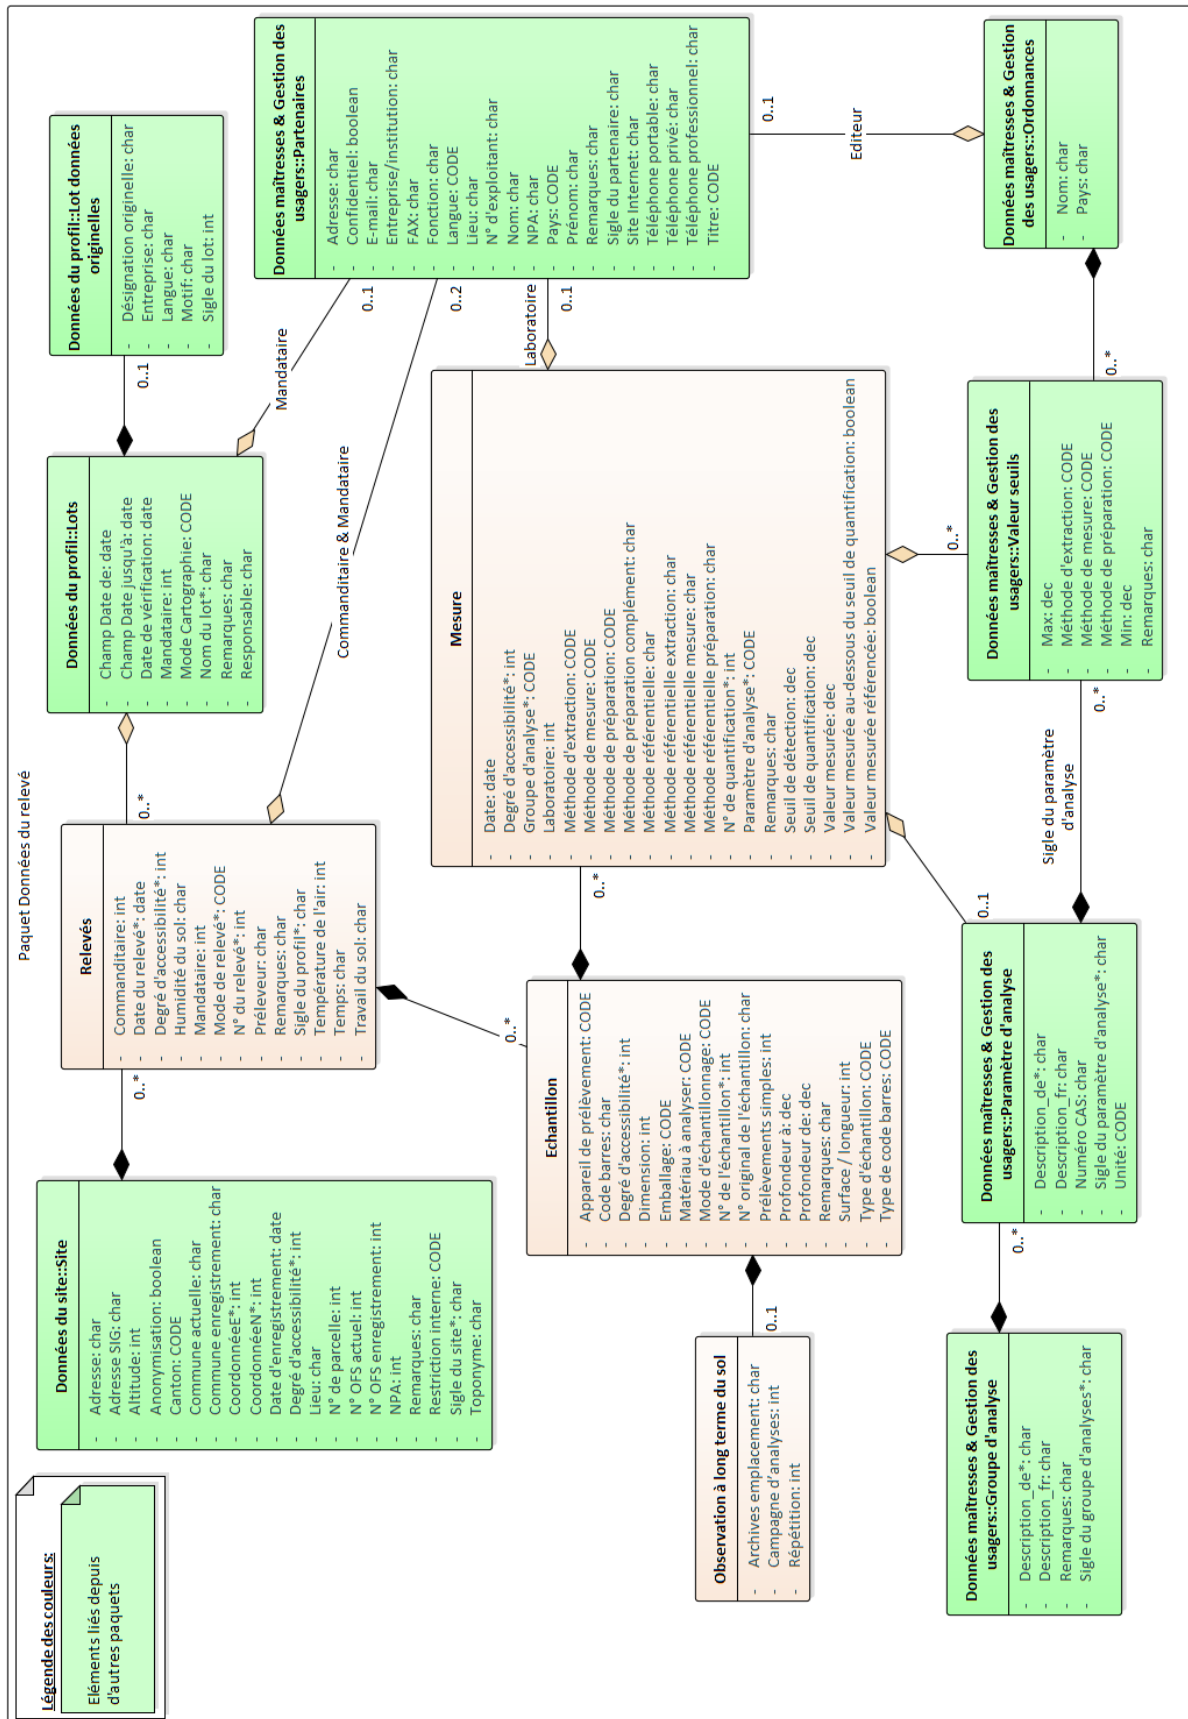 Paquet Données du relevé
Légende des couleurs:
Eléments liés depuis
d'autres paquets
Données du site::Site
- Adresse: char
- Adresse SIG: char
- Altitude: int
- Anonymisation: boolean
- Canton: CODE
- Commune actuelle: char
- Commune enregistrement: char
- CoordonnéeE*: int
- CoordonnéeN*: int
- Date d'enregistrement: date
- Degré d'accessibilité*: int
- Lieu: char
- N° de parcelle: int
- N° OFS actuel: int
- N° OFS enregistrement: int
- NPA: int
- Remarques: char
- Restriction interne: CODE
- Sigle du site*: char
- Toponyme: char
0..*
Relevés
- Commanditaire: int
- Date du relevé*: date
- Degré d'accessibilité*: int
- Humidité du sol: char
- Mandataire: int
- Mode de relevé*: CODE
- N° du relevé*: int
- Préleveur: char
- Remarques: char
- Sigle du profil*: char
- Température de l'air: int
- Temps: char
- Travail du sol: char
0..*
Données du profil::Lots
- Champ Date de: date
- Champ Date jusqu'à: date
- Date de vérification: date
- Mandataire: int
- Mode Cartographie: CODE
- Nom du lot*: char
- Remarques: char
- Responsable: char
0..1
Données du profil::Lot données
originelles
- Désignation originelle: char
- Entreprise: char
- Langue: char
- Motif: char
- Sigle du lot: int
Mandataire
0..1
Commanditaire & Mandataire
0..2
Laboratoire
0..1
Données maîtresses & Gestion des
usagers::Partenaires
- Adresse: char
- Confidentiel: boolean
- E-mail: char
- Entreprise/institution: char
- FAX: char
- Fonction: char
- Langue: CODE
- Lieu: char
- N° d'exploitant: char
- Nom: char
- NPA: char
- Pays: CODE
- Prénom: char
- Remarques: char
- Sigle du partenaire: char
- Site Internet: char
- Téléphone portable: char
- Téléphone privé: char
- Téléphone professionnel: char
- Titre: CODE
0..1
Editeur
0..*
Echantillon
- Appareil de prélèvement: CODE
- Code barres: char
- Degré d'accessibilité*: int
- Dimension: int
- Emballage: CODE
- Matériau à analyser: CODE
- Mode d'échantillonnage: CODE
- N° de l'échantillon*: int
- N° original de l'échantillon: char
- Prélèvements simples: int
- Profondeur à: dec
- Profondeur de: dec
- Remarques: char
- Surface / longueur: int
- Type d'échantillon: CODE
- Type de code barres: CODE
0..*
Mesure
- Date: date
- Degré d'accessibilité*: int
- Groupe d'analyse*: CODE
- Laboratoire: int
- Méthode d'extraction: CODE
- Méthode de mesure: CODE
- Méthode de préparation: CODE
- Méthode de préparation complément: char
- Méthode référentielle: char
- Méthode référentielle extraction: char
- Méthode référentielle mesure: char
- Méthode référentielle préparation: char
- N° de quantification*: int
- Paramètre d'analyse*: CODE
- Remarques: char
- Seuil de détection: dec
- Seuil de quantification: dec
- Valeur mesurée: dec
- Valeur mesurée au-dessous du seuil de quantification: boolean
- Valeur mesurée référencée: boolean
0..1
Observation à long terme du sol
- Archives emplacement: char
- Campagne d'analyses: int
- Répétition: int
0..1
0..*
Données maîtresses & Gestion des
usagers::Groupe d'analyse
- Description_de*: char
- Description_fr: char
- Remarques: char
- Sigle du groupe d'analyses*: char
0..*
Données maîtresses & Gestion des
usagers::Paramètre d'analyse
- Description_de*: char
- Description_fr: char
- Numéro CAS: char
- Sigle du paramètre d'analyse*: char
- Unité: CODE
Sigle du paramètre
d'analyse
0..*
Données maîtresses & Gestion des
usagers::Valeur seuils
- Max: dec
- Méthode d'extraction: CODE
- Méthode de mesure: CODE
- Méthode de préparation: CODE
- Min: dec
- Remarques: char
0..*
Données maîtresses & Gestion
des usagers::Ordonnances
- Nom: char
- Pays: char